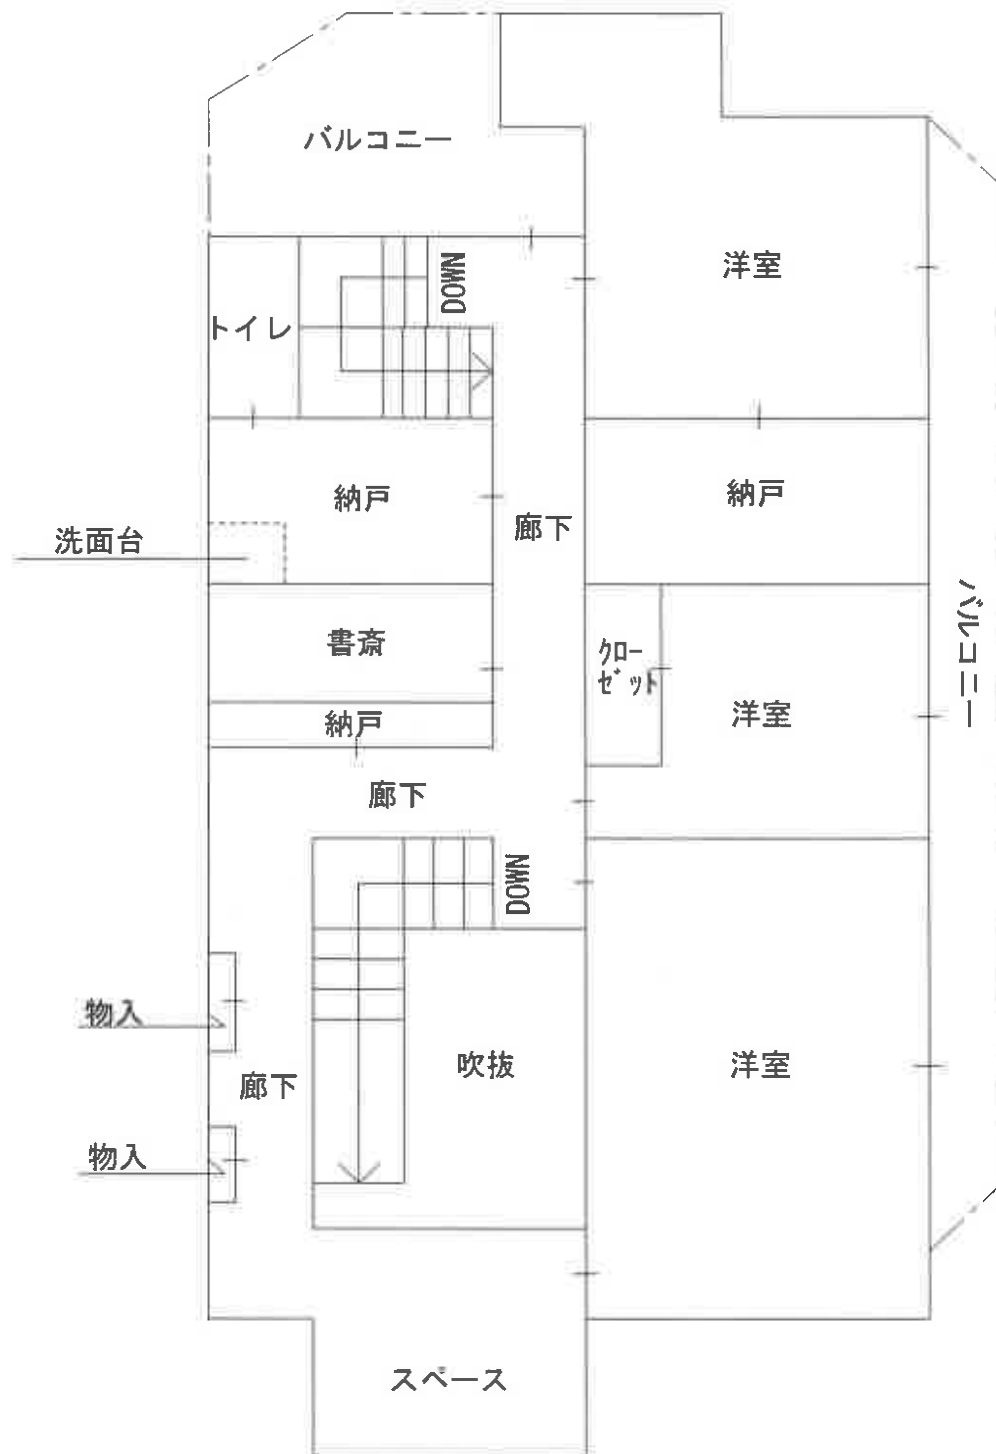 バルコニー
洋室
DOWN
トイレ
納戸
納戸
廊下
洗面台
書斎
クロー
ゼット
バルコニー
納戸
洋室
廊下
DOWN
物入
吹抜
洋室
廊下
物入
スペース